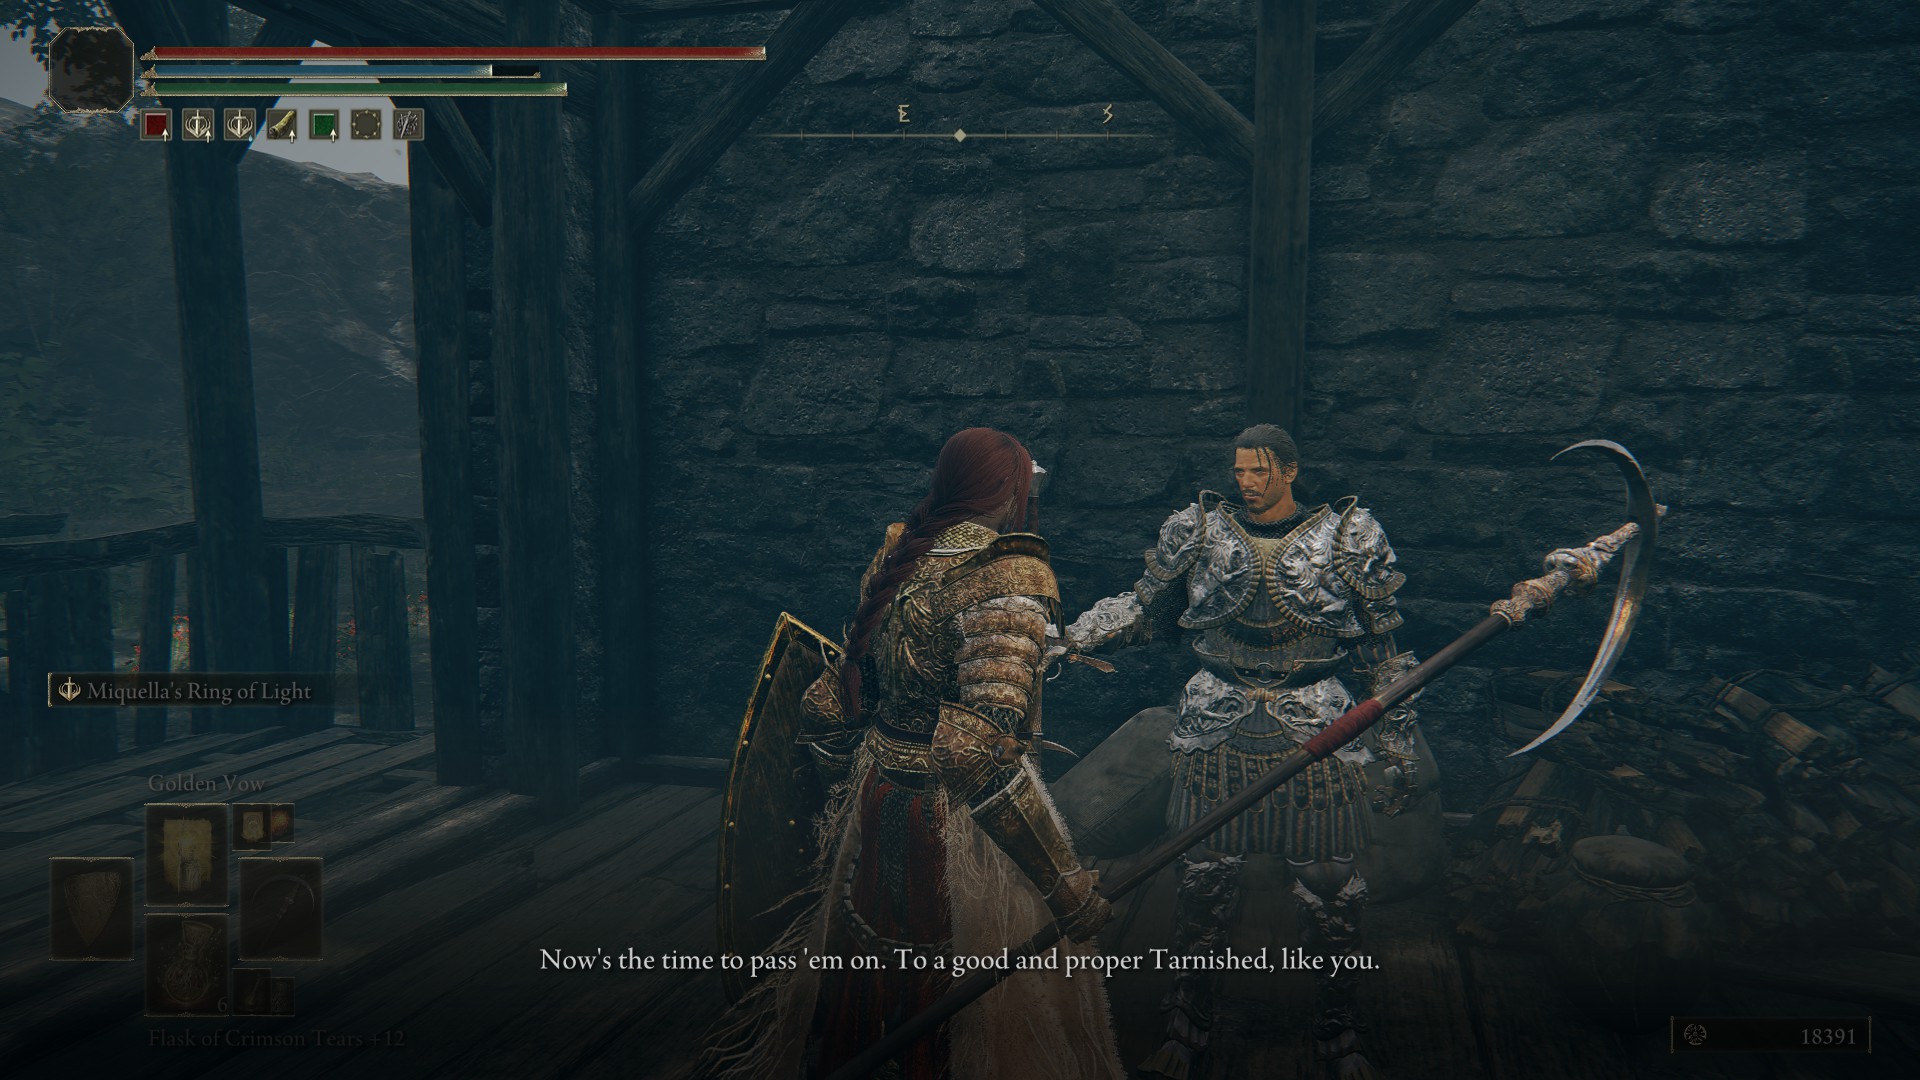 E S
Miquella's Ring of Light
Golden Vow
6
Flask of Crimson Tears +12
Now's the time to pass 'em on. To a good and proper Tarnished, like you.
18391